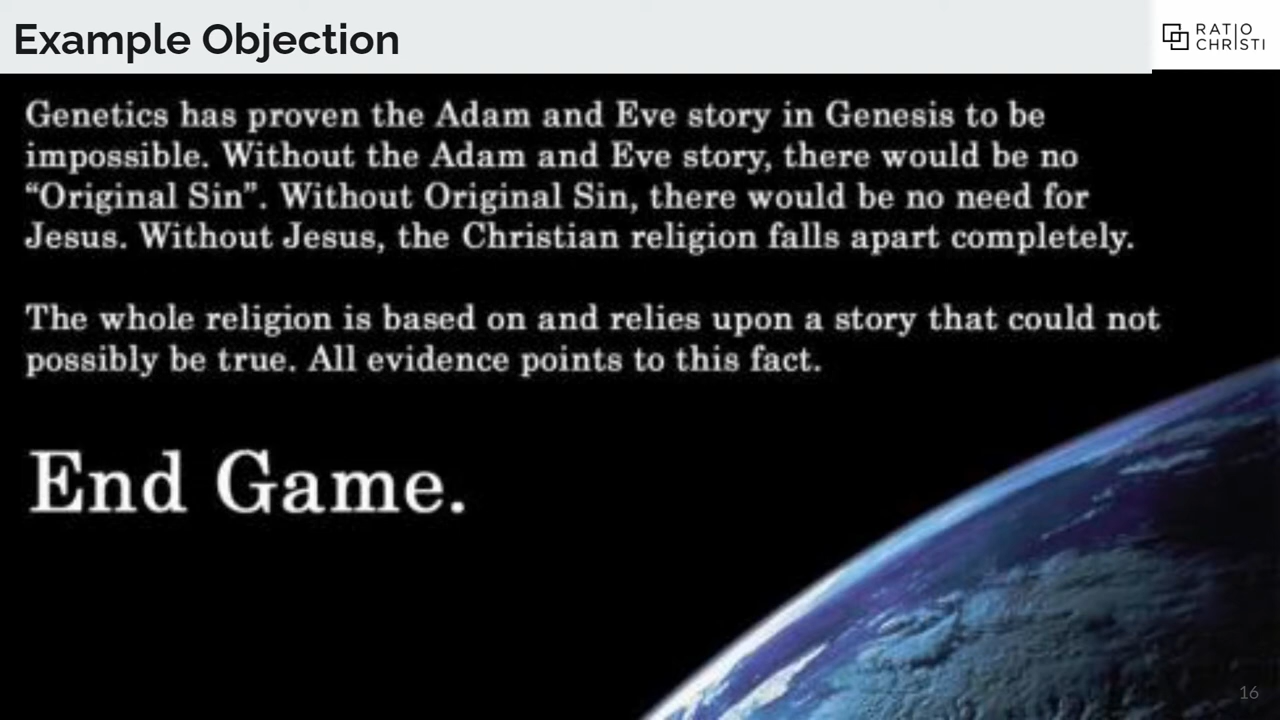 Example Objection
RATIO
CHRISTI
Genetics has proven the Adam and Eve story in Genesis to be
impossible. Without the Adam and Eve story, there would be no
“Original Sin”. Without Original Sin, there would be no need for
Jesus. Without Jesus, the Christian religion falls apart completely.
The whole religion is based on and relies upon a story that could not
possibly be true. All evidence points to this fact.
End Game.
16